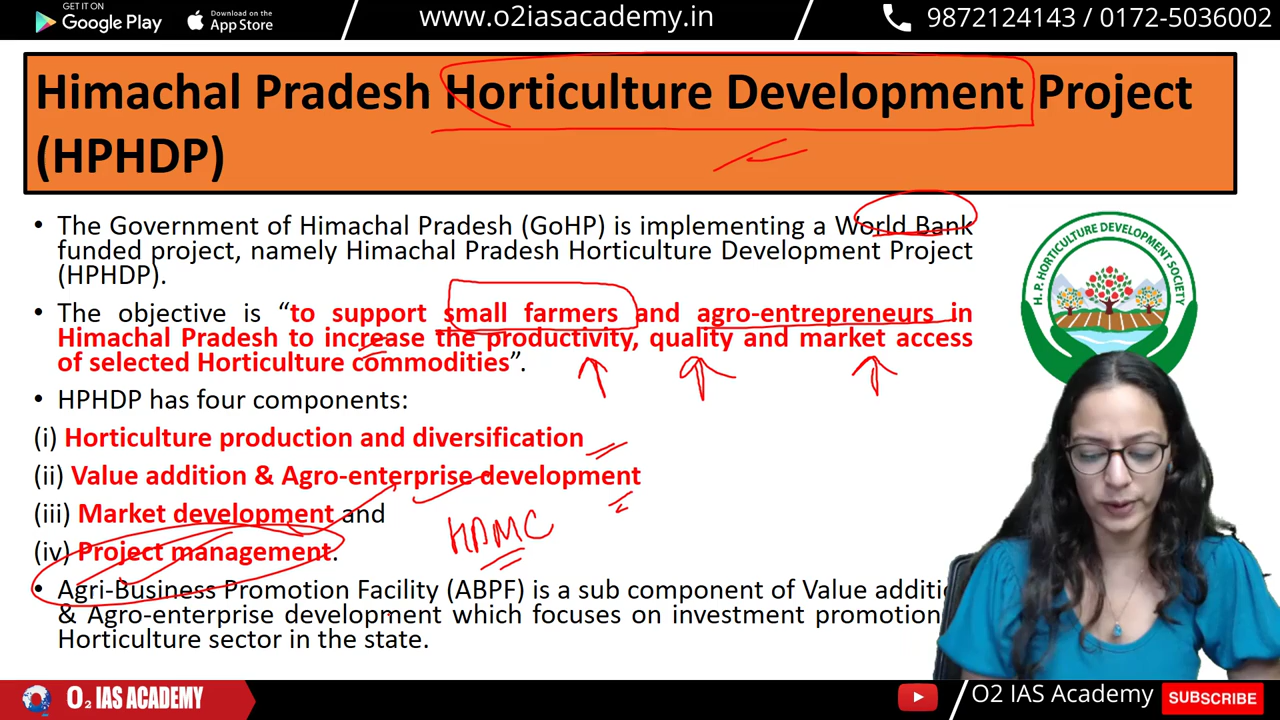 GET IT ON
Google Play
Download on the
App Store
www.o2iasacademy.in
9872124143 / 0172-5036002
Himachal Pradesh Horticulture Development Project
(HPHDP)
• The Government of Himachal Pradesh (GoHP) is implementing a World Bank
funded project, namely Himachal Pradesh Horticulture Development Project
(HPHDP).
• The objective is “to support small farmers and agro-entrepreneurs in
Himachal Pradesh to increase the productivity, quality and market access
of selected Horticulture commodities”.
• HPHDP has four components:
(i) Horticulture production and diversification
(ii) Value addition & Agro-enterprise development
(iii) Market development and
(iv) Project management.
• Agri-Business Promotion Facility (ABPF) is a sub component of Value
& Agro-enterprise development which focuses on investment promotion
Horticulture sector in the state.
H.P. HORTICULTURE DEVELOPMENT SOCIETY
O2 IAS ACADEMY
O2 IAS Academy
SUBSCRIBE